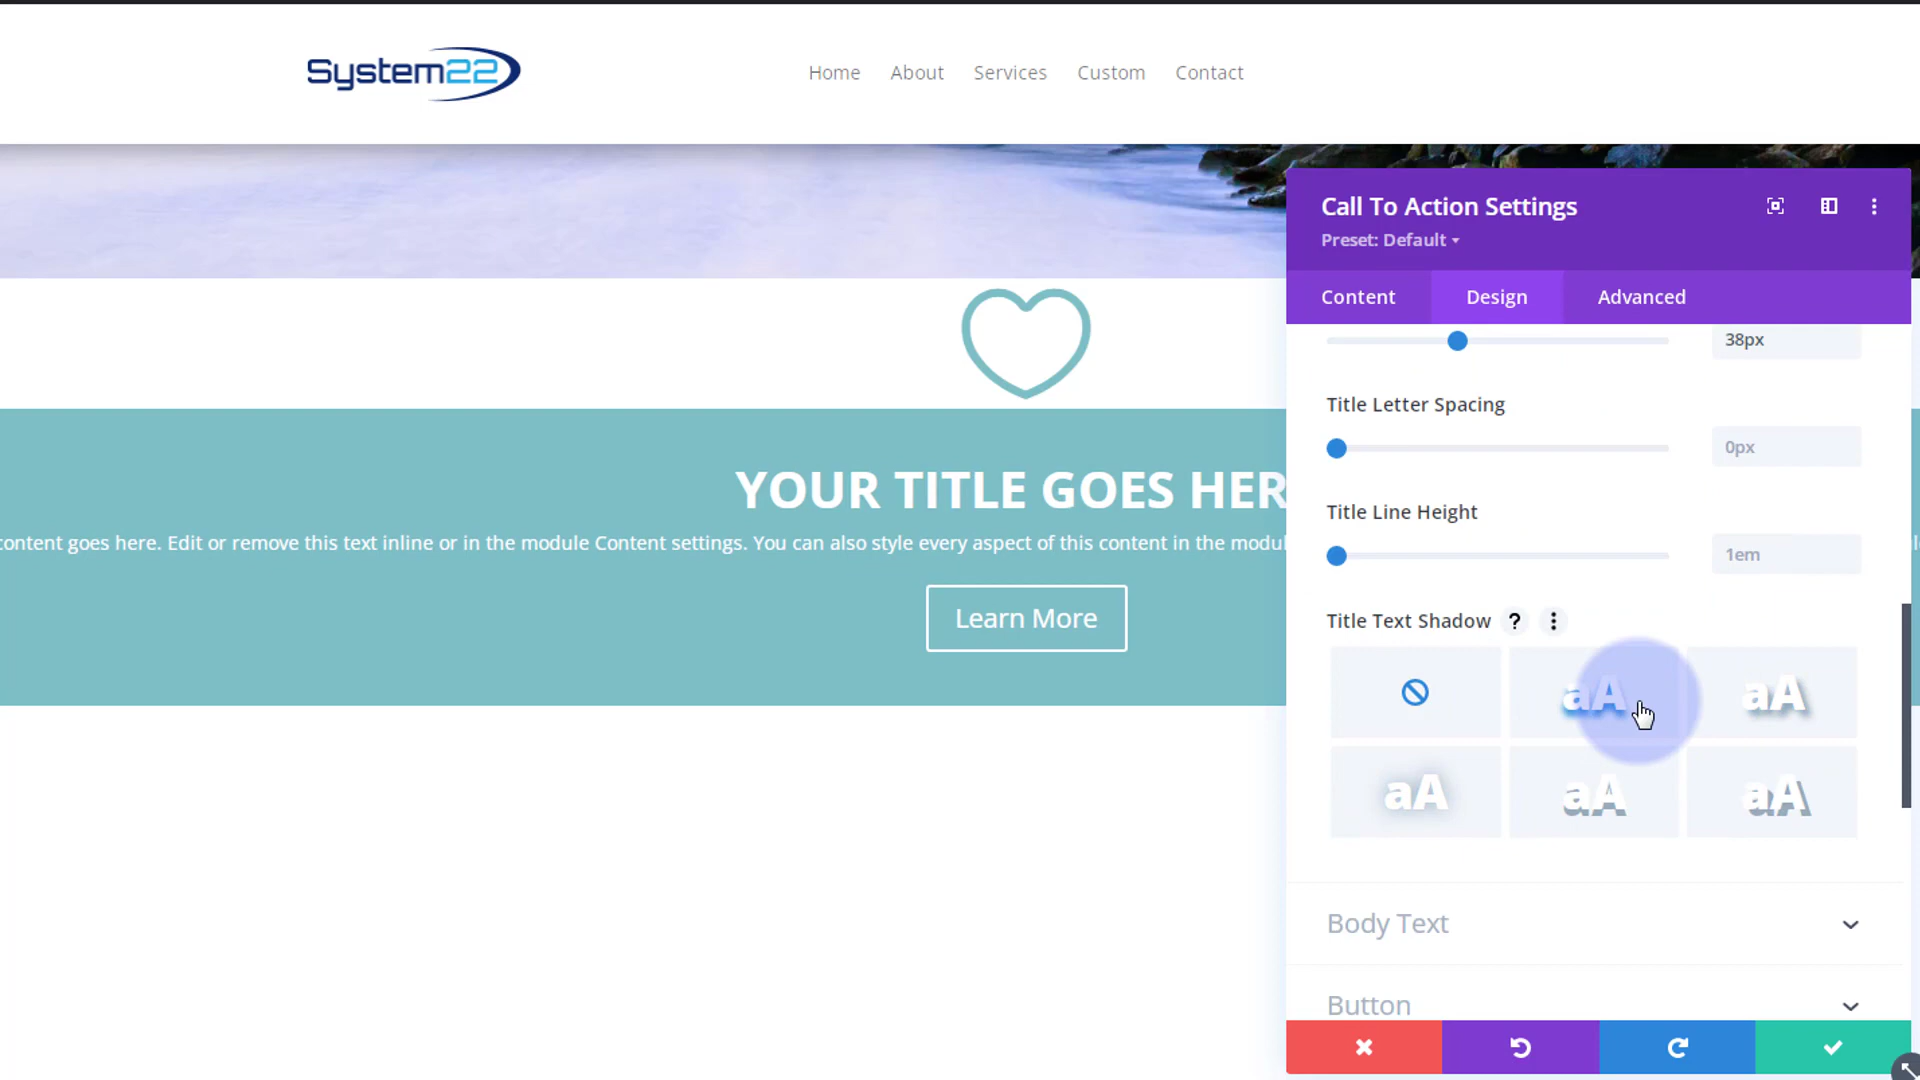 System22
Home About Services Custom Contact
Call To Action Settings
Preset: Default
Content Design Advanced
38px
Title Letter Spacing
0px
YOUR TITLE GOES HER
Title Line Height
content goes here. Edit or remove this text inline or in the module Content settings. You can also style every aspect of this content in the modul
1em
Learn More
Title Text Shadow ?
aA aA
aA aA aA
Body Text
Button